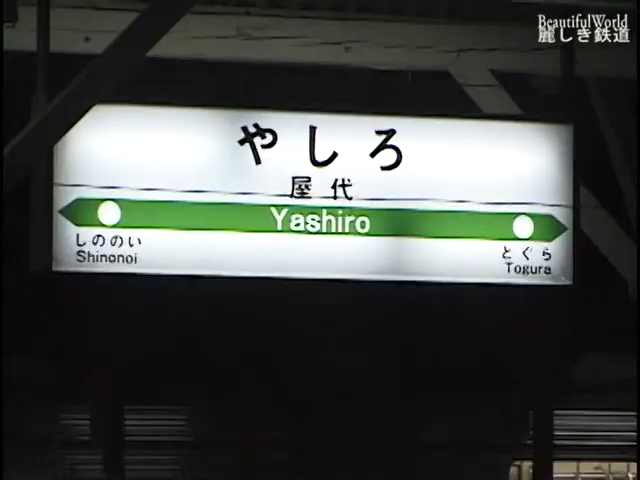 BeautifulWorld
麗しき鉄道
やしろ
屋代
Yashiro
しののい
Shinonoi
とぐら
Togura